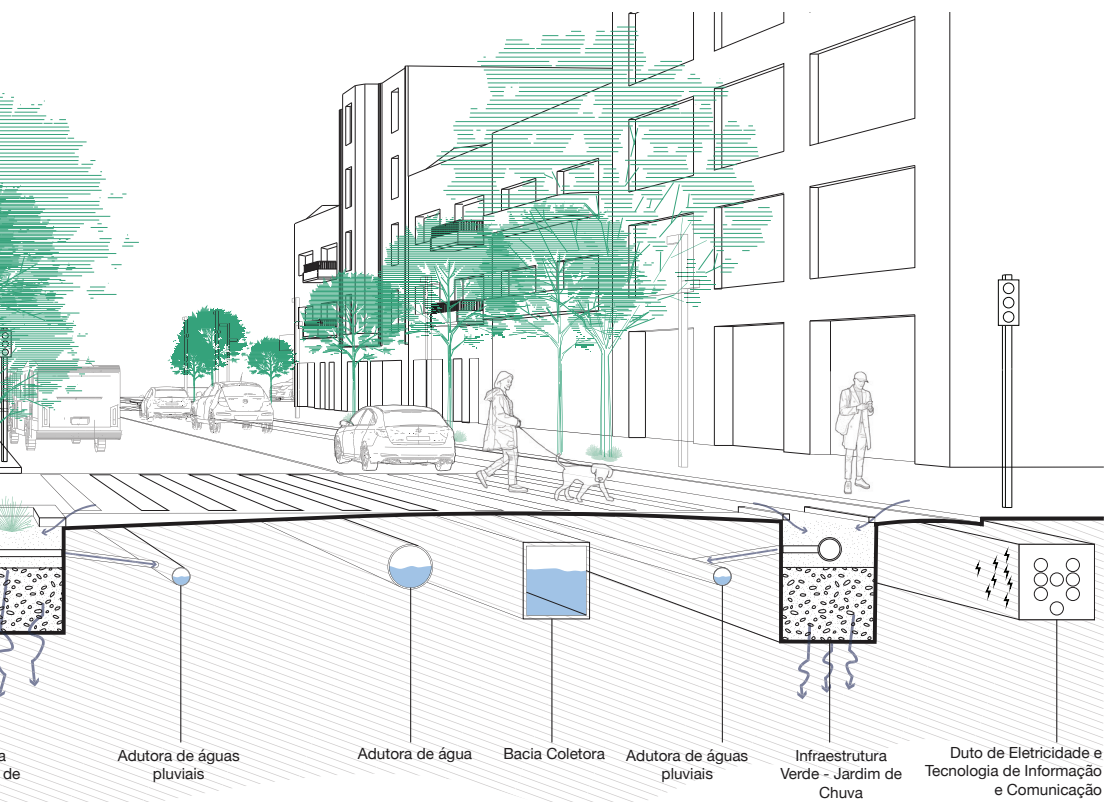 a
de
Adutora de águas
pluviais
Adutora de água
Bacia Coletora
Adutora de águas
pluviais
Infraestrutura
Verde - Jardim de
Chuva
Duto de Eletricidade e
Tecnologia de Informação
e Comunicação